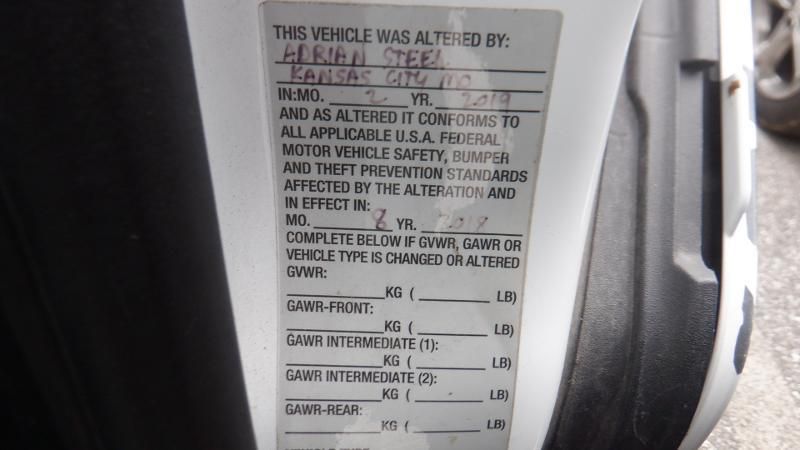 THIS VEHICLE WAS ALTERED BY:
ADRIAN STEEL
KANSAS CITY MO
IN:MO. 2 YR. 2019
AND AS ALTERED IT CONFORMS TO
ALL APPLICABLE U.S.A. FEDERAL
MOTOR VEHICLE SAFETY, BUMPER
AND THEFT PREVENTION STANDARDS
AFFECTED BY THE ALTERATION AND
IN EFFECT IN:
MO. 8 YR. 2018
COMPLETE BELOW IF GVWR, GAWR OR
VEHICLE TYPE IS CHANGED OR ALTERED
GVWR:
KG ( LB)
GAWR-FRONT:
KG ( LB)
GAWR INTERMEDIATE (1):
KG ( LB)
GAWR INTERMEDIATE (2):
KG ( LB)
GAWR-REAR:
KG ( LB)